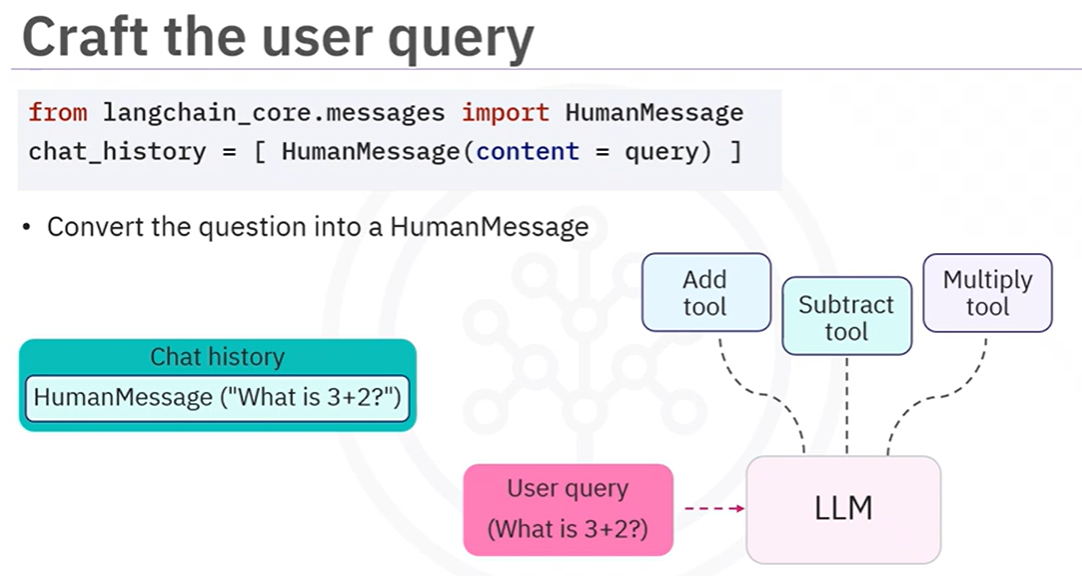 Craft the user query
from langchain_core.messages import HumanMessage
chat_history = [ HumanMessage(content = query) ]
• Convert the question into a HumanMessage
Add
tool
Subtract
tool
Multiply
tool
Chat history
HumanMessage ("What is 3+2?")
User query
(What is 3+2?)
LLM